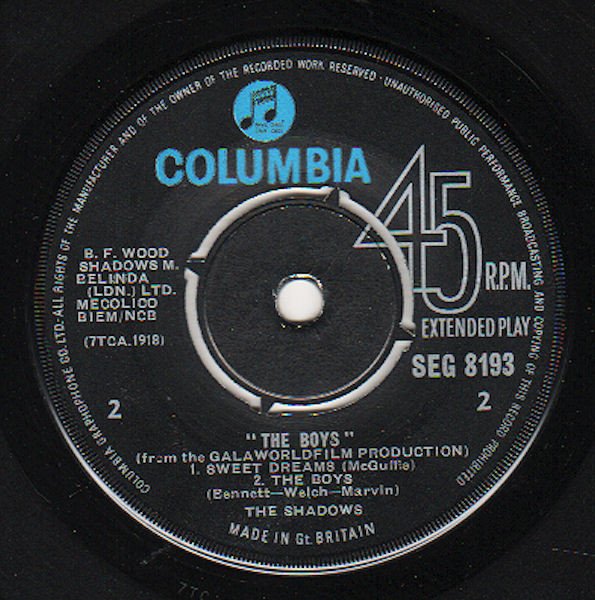 COLUMBIA GRAPHOPHONE CO. LTD.·ALL RIGHTS OF THE MANUFACTURER AND OF THE OWNER OF THE RECORDED WORK RESERVED·UNAUTHORISED PUBLIC PERFORMANCE BROADCASTING AND COPYING OF THIS RECORD PROHIBITED
COLUMBIA
45
R.P.M.
EXTENDED PLAY
SEG 8193
B. F. WOOD
SHADOWS M.
BELINDA
(LDN.) LTD.
MECOLICO
BIEM/NCB
(7TCA.1918)
2
2
"THE BOYS"
(from the GALAWORLDFILM PRODUCTION)
1. SWEET DREAMS (McGuffie)
2. THE BOYS
(Bennett—Welch—Marvin)
THE SHADOWS
MADE IN Gt. BRITAIN
7TC